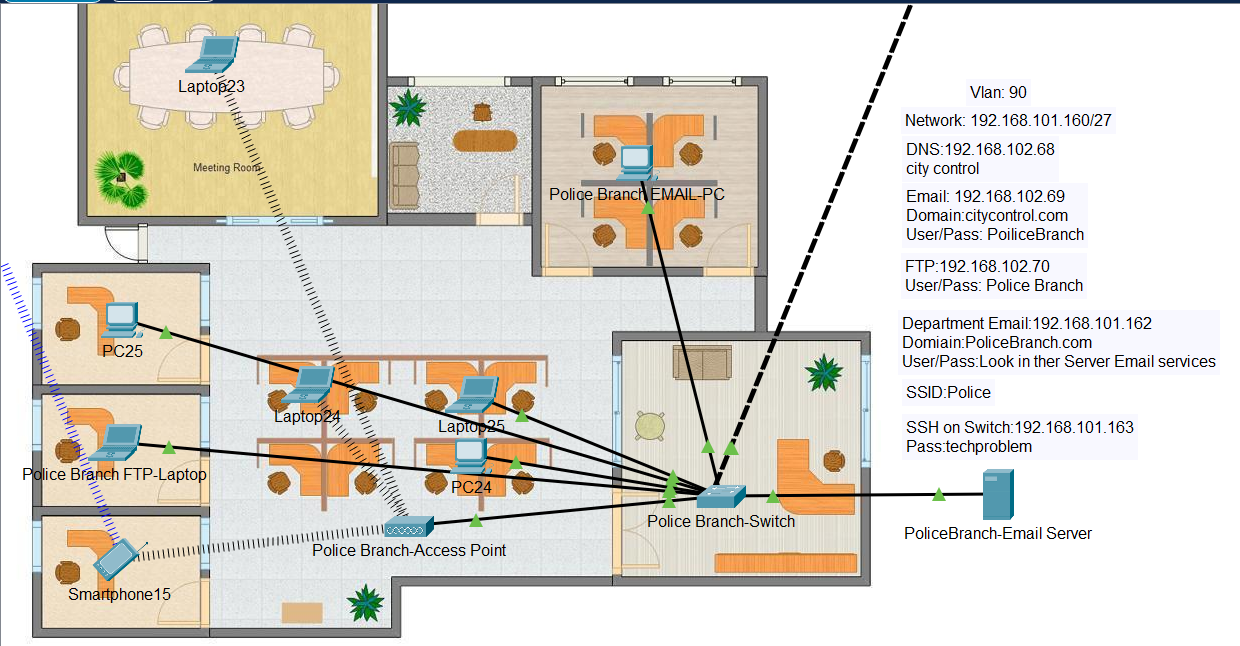 Laptop23
Meeting Room
Police Branch EMAIL-PC
PC25
Laptop24
Laptop25
Police Branch FTP-Laptop
PC24
Police Branch-Switch
Police Branch-Access Point
Smartphone15
PoliceBranch-Email Server
Vlan: 90
Network: 192.168.101.160/27
DNS:192.168.102.68
city control
Email: 192.168.102.69
Domain:citycontrol.com
User/Pass: PoiliceBranch
FTP:192.168.102.70
User/Pass: Police Branch
Department Email:192.168.101.162
Domiain:PoliceBranch.com
User/Pass:Look in ther Server Email services
SSID:Police
SSH on Switch:192.168.101.163
Pass:techproblem